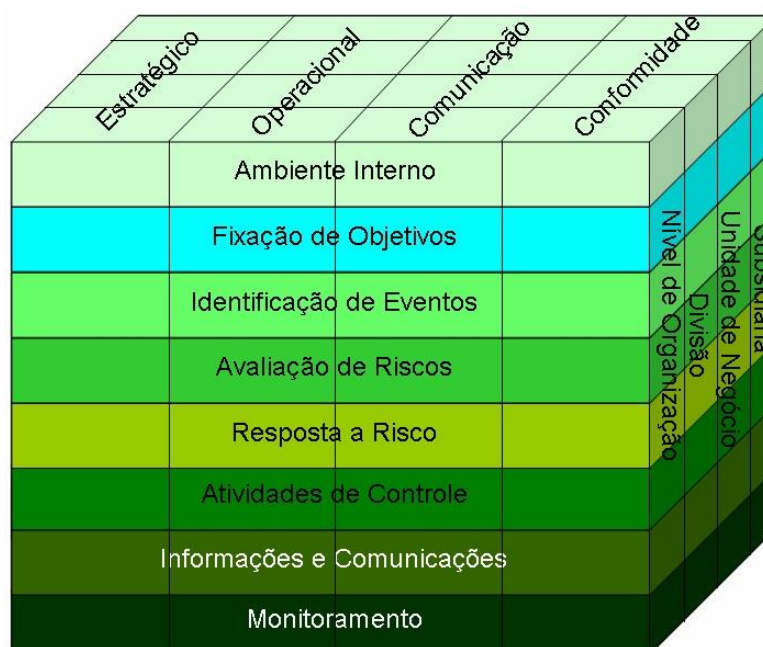 Estratégico
Operacional
Comunicação
Conformidade
Ambiente Interno
Fixação de Objetivos
Identificação de Eventos
Avaliação de Riscos
Resposta a Risco
Atividades de Controle
Informações e Comunicações
Monitoramento
Nível de Organização
Divisão
Unidade de Negócio
Subsidiária